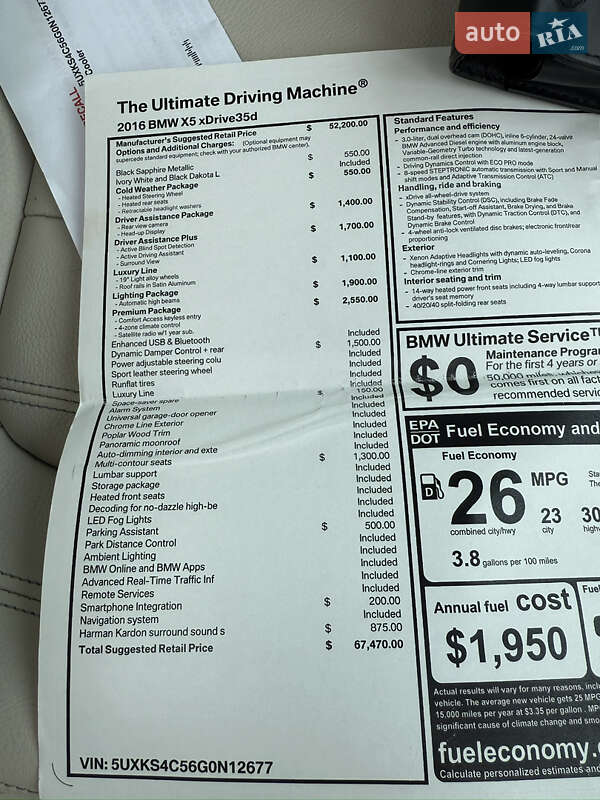 auto RIA.com
5UXKS4C56G0N12677
Cooler
RECALL
The Ultimate Driving Machine®
2016 BMW X5 xDrive35d
Manufacturer's Suggested Retail Price $ 52,200.00
Options and Additional Charges: (Optional equipment may
supercede standard equipment; check with your authorized BMW center).
Black Sapphire Metallic $ 550.00
Ivory White and Black Dakota L Included
Cold Weather Package $ 550.00
- Heated Steering Wheel
- Heated rear seats
- Retractable headlight washers
Driver Assistance Package $ 1,400.00
- Rear view camera
- Head-up Display
Driver Assistance Plus $ 1,700.00
- Active Blind Spot Detection
- Active Driving Assistant
- Surround View
Luxury Line $ 1,100.00
- 19" Light alloy wheels
- Roof rails in Satin Aluminum
Lighting Package $ 1,900.00
- Automatic high beams
Premium Package $ 2,550.00
- Comfort Access keyless entry
- 4-zone climate control
- Satellite radio w/1 year sub.
Enhanced USB & Bluetooth Included
Dynamic Damper Control + rear $ 1,500.00
Power adjustable steering colu Included
Sport leather steering wheel Included
Runflat tires Included
Luxury Line Included
Space-saver spare $ 150.00
Alarm System Included
Universal garage-door opener Included
Chrome Line Exterior Included
Poplar Wood Trim Included
Panoramic moonroof Included
Auto-dimming interior and exte Included
Multi-contour seats $ 1,300.00
Lumbar support Included
Storage package Included
Heated front seats Included
Decoding for no-dazzle high-be Included
LED Fog Lights Included
Parking Assistant $ 500.00
Park Distance Control Included
Ambient Lighting Included
BMW Online and BMW Apps Included
Advanced Real-Time Traffic Inf Included
Remote Services Included
Smartphone Integration $ 200.00
Navigation system Included
Harman Kardon surround sound s $ 875.00
Total Suggested Retail Price $ 67,470.00
VIN: 5UXKS4C56G0N12677
Standard Features
Performance and efficiency
- 3.0-liter, dual overhead cam (DOHC), inline 6-cylinder, 24-valve
BMW Advanced Diesel engine with aluminum engine block,
Variable-Geometry Turbo technology and latest-generation
common-rail direct injection
- Driving Dynamics Control with ECO PRO mode
- 8-speed STEPTRONIC automatic transmission with Sport and Manual
shift modes and Adaptive Transmission Control (ATC)
Handling, ride and braking
- xDrive all-wheel-drive system
- Dynamic Stability Control (DSC), including Brake Fade
Compensation, Start-off Assistant, Brake Drying, and Brake
Stand-by features, with Dynamic Traction Control (DTC), and
Dynamic Brake Control
- 4-wheel anti-lock ventilated disc brakes; electronic front/rear
proportioning
Exterior
- Xenon Adaptive Headlights with dynamic auto-leveling, Corona
headlight-rings and Cornering Lights; LED fog lights
- Chrome-line exterior trim
Interior seating and trim
- 14-way heated power front seats including 4-way lumbar support
driver's seat memory
- 40/20/40 split-folding rear seats
BMW Ultimate Service
$0
Maintenance Progra
For the first 4 years or
50,000 miles, whichever
comes first on all fact
recommended servic
EPA
DOT
Fuel Economy and
Fuel Economy
D
26
MPG
combined city/hwy
23
city
30
highw
3.8 gallons per 100 miles
Annual fuel cost
$1,950
Actual results will vary for many reasons, incl
vehicle. The average new vehicle gets 25 MPG
15,000 miles per year at $3.35 per gallon. MPG
significant cause of climate change and smo
fueleconomy.
Calculate personalized estimates and